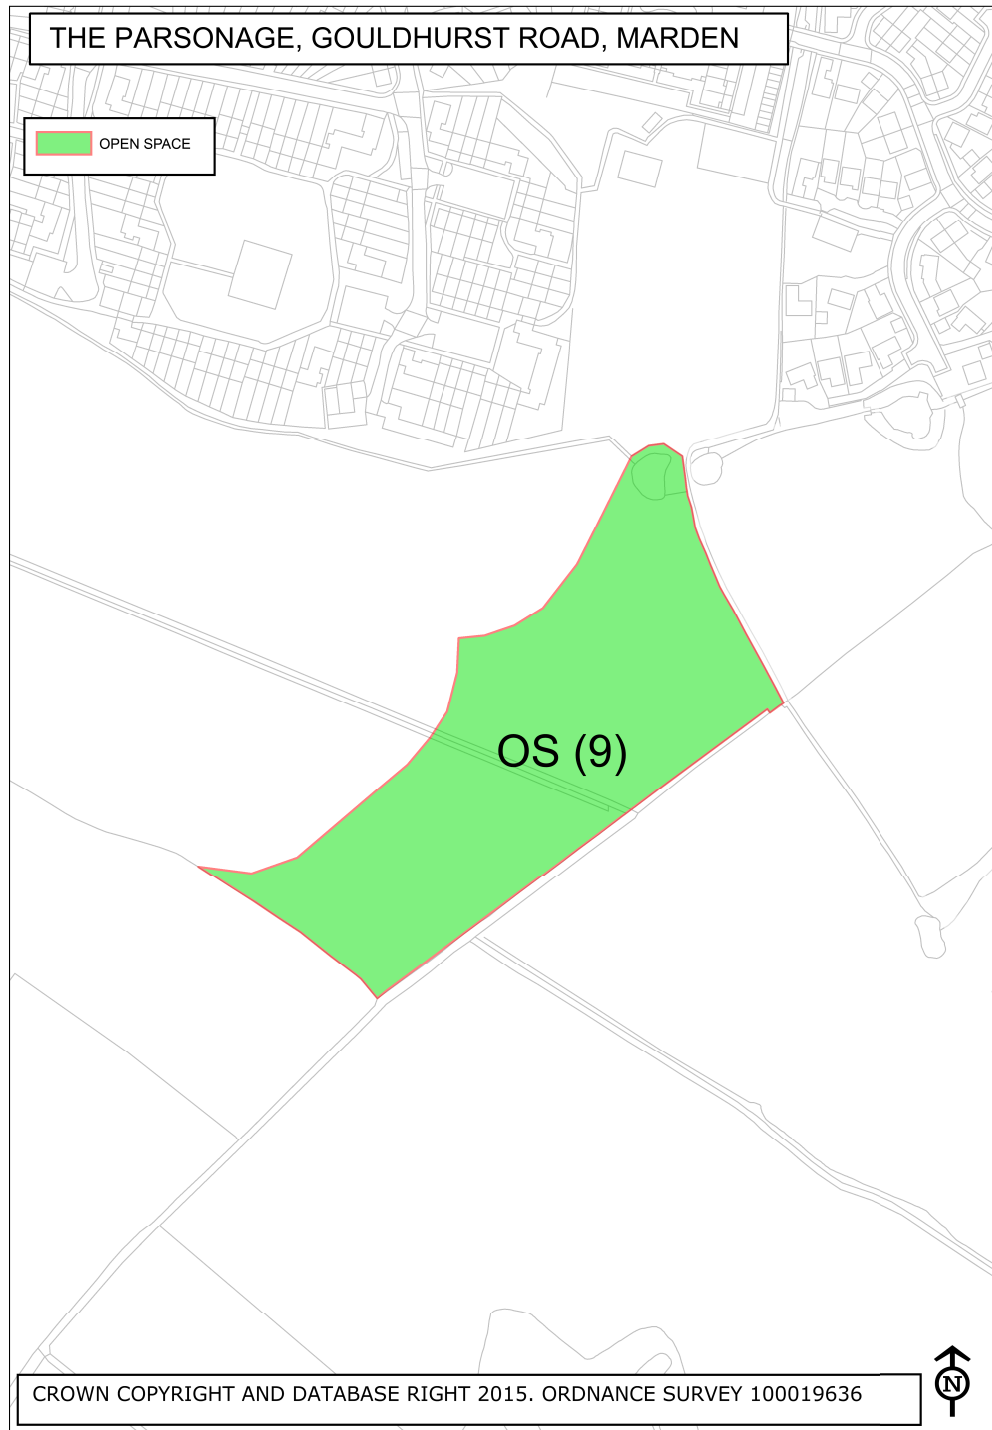 THE PARSONAGE, GOULDHURST ROAD, MARDEN
OPEN SPACE
OS (9)
CROWN COPYRIGHT AND DATABASE RIGHT 2015. ORDNANCE SURVEY 100019636
N